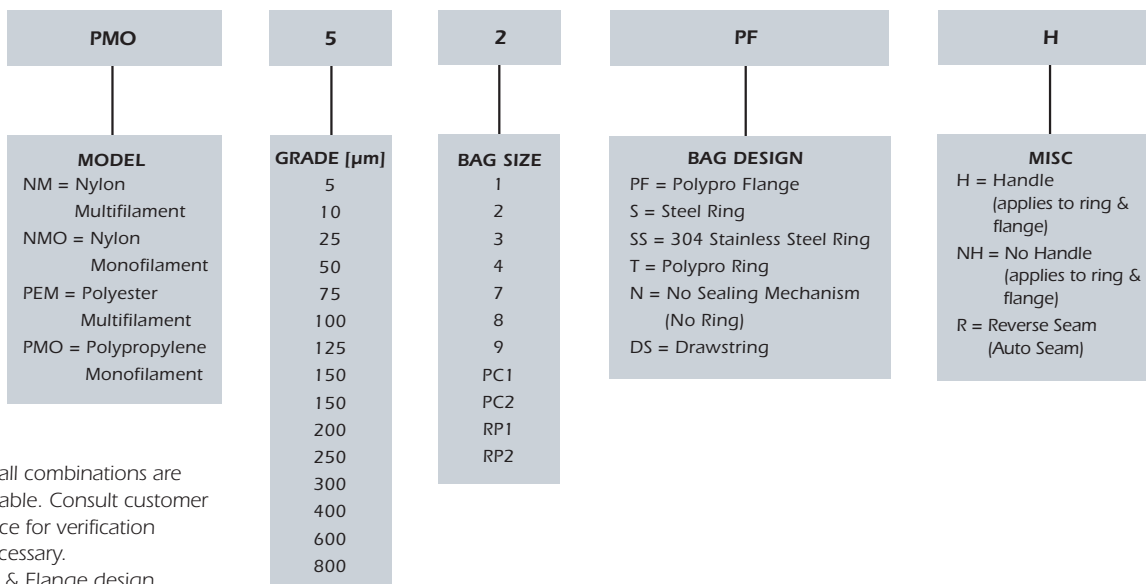 PMO
5
2
PF
H
MODEL
NM = Nylon
Multifilament
NMO = Nylon
Monofilament
PEM = Polyester
Multifilament
PMO = Polypropylene
Monofilament
GRADE [µm]
5
10
25
50
75
100
125
150
150
200
250
300
400
600
800
BAG SIZE
1
2
3
4
7
8
9
PC1
PC2
RP1
RP2
BAG DESIGN
PF = Polypro Flange
S = Steel Ring
SS = 304 Stainless Steel Ring
T = Polypro Ring
N = No Sealing Mechanism
(No Ring)
DS = Drawstring
MISC
H = Handle
(applies to ring &
flange)
NH = No Handle
(applies to ring &
flange)
R = Reverse Seam
(Auto Seam)
all combinations are
able. Consult customer
ce for verification
cessary.
& Flange design